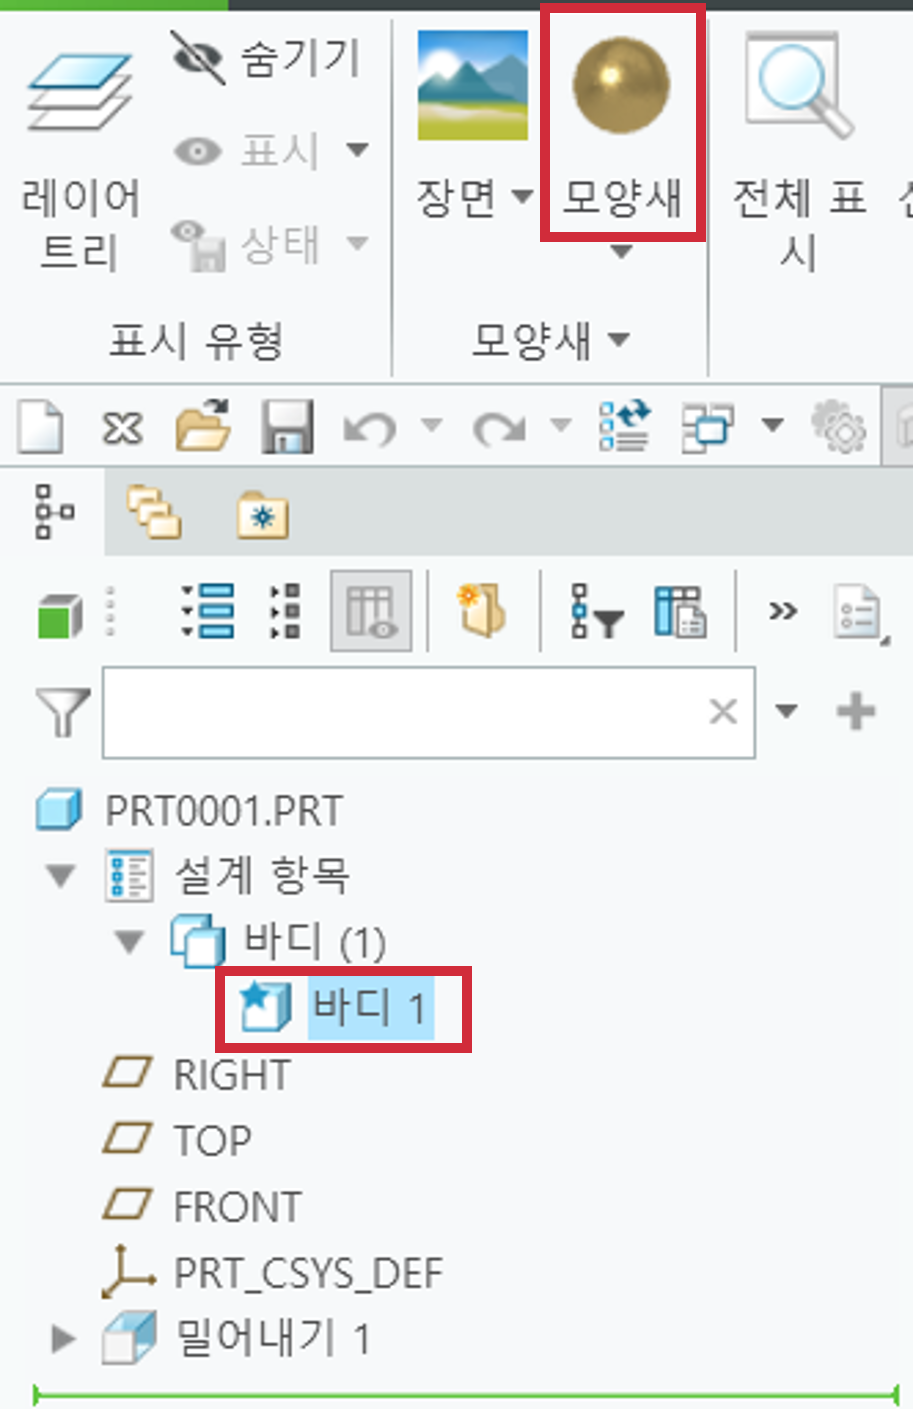 숨기기
표시
상태
레이어
트리
장면
모양새
전체 표
시
표시 유형
모양새
PRT0001.PRT
설계 항목
바디 (1)
바디 1
RIGHT
TOP
FRONT
PRT_CSYS_DEF
밀어내기 1